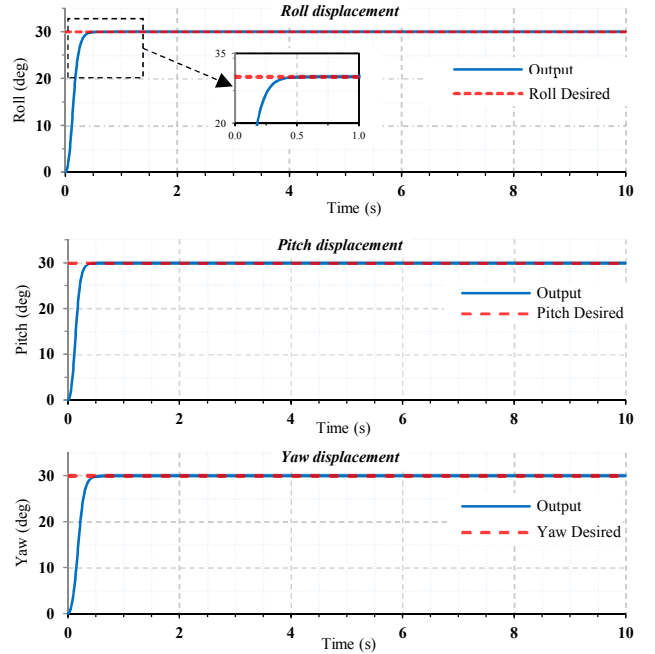 Roll displacement
30
20
10
0
Roll (deg)
35
20
0.0
0.5
1.0
Output
Roll Desired
0
2
4
6
8
10
Time (s)
Pitch displacement
30
20
10
0
Pitch (deg)
Output
Pitch Desired
0
2
4
6
8
10
Time (s)
Yaw displacement
30
20
10
0
Yaw (deg)
Output
Yaw Desired
0
2
4
6
8
10
Time (s)